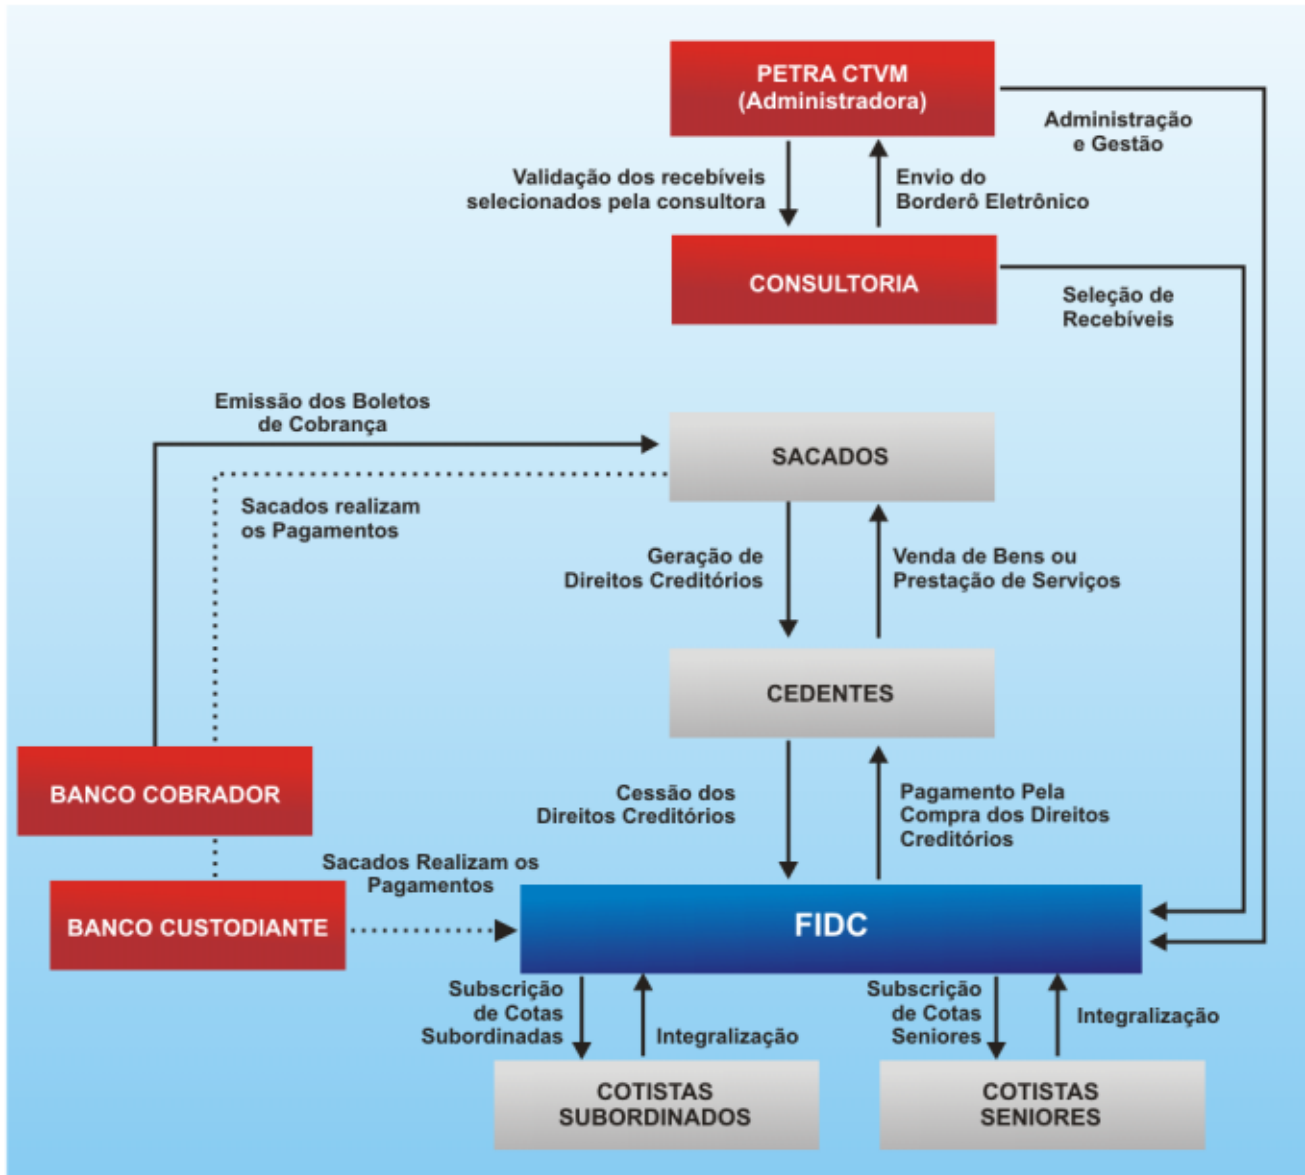 PETRA CTVM
(Administradora)
Administração
e Gestão
Validação dos recebíveis
selecionados pela consultora
Envio do
Borderô Eletrônico
CONSULTORIA
Seleção de
Recebíveis
Emissão dos Boletos
de Cobrança
SACADOS
Sacados realizam
os Pagamentos
Geração de
Direitos Creditórios
Venda de Bens ou
Prestação de Serviços
CEDENTES
BANCO COBRADOR
Cessão dos
Direitos Creditórios
Pagamento Pela
Compra dos Direitos
Creditórios
Sacados Realizam os
Pagamentos
BANCO CUSTODIANTE
FIDC
Subscrição
de Cotas
Subordinadas
Integralização
Subscrição
de Cotas
Seniores
Integralização
COTISTAS
SUBORDINADOS
COTISTAS
SENIORES